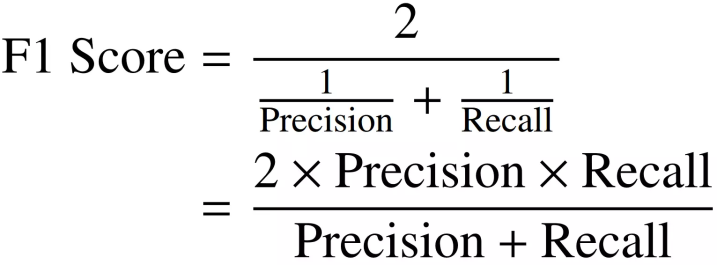 F1 Score = 2 / (1/Precision + 1/Recall)
= (2 × Precision × Recall) / (Precision + Recall)